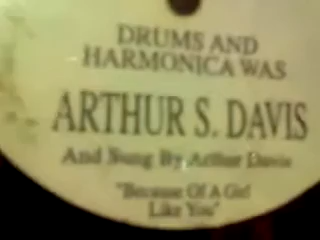 DRUMS AND
HARMONICA WAS
ARTHUR S. DAVIS
And Sung By Arthur Davis
"Because Of A Girl
Like You"